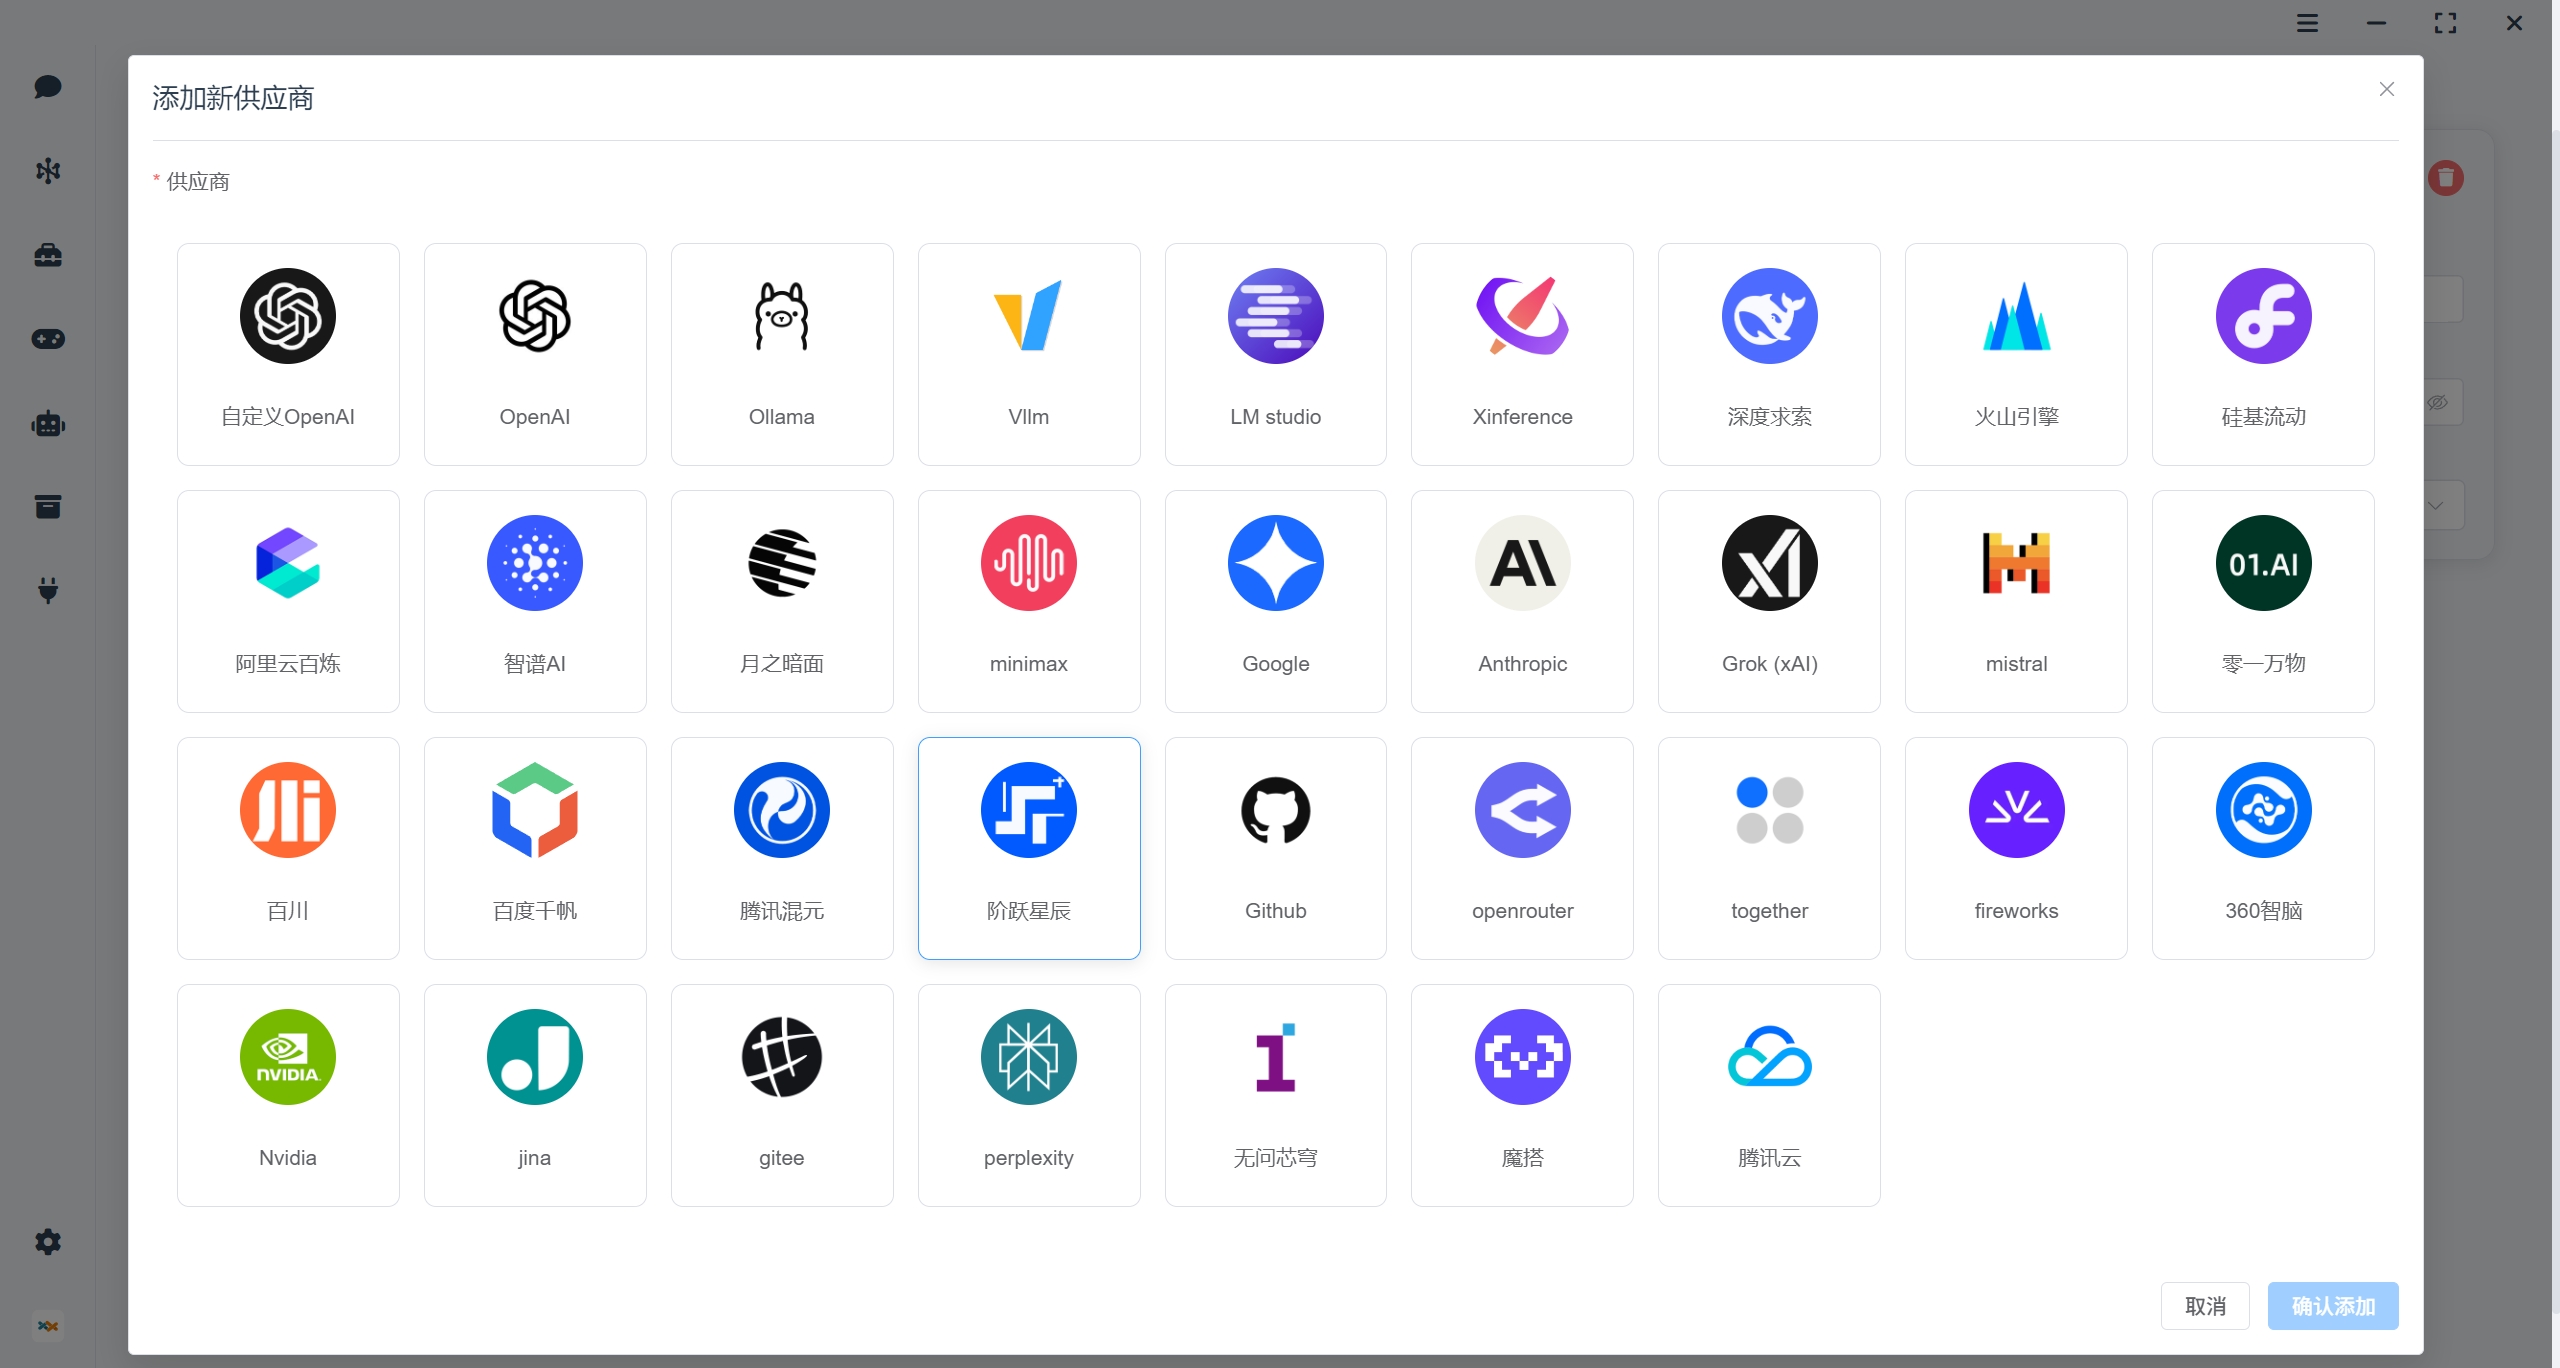 添加新供应商
* 供应商
自定义OpenAI
OpenAI
Ollama
Vllm
LM studio
Xinference
深度求索
火山引擎
硅基流动
01.AI
阿里云百炼
智谱AI
月之暗面
minimax
Google
Anthropic
Grok (xAI)
mistral
零一万物
百川
百度千帆
腾讯混元
阶跃星辰
Github
openrouter
together
fireworks
360智脑
NVIDIA.
Nvidia
jina
gitee
perplexity
无问芯穹
魔搭
腾讯云
取消
确认添加